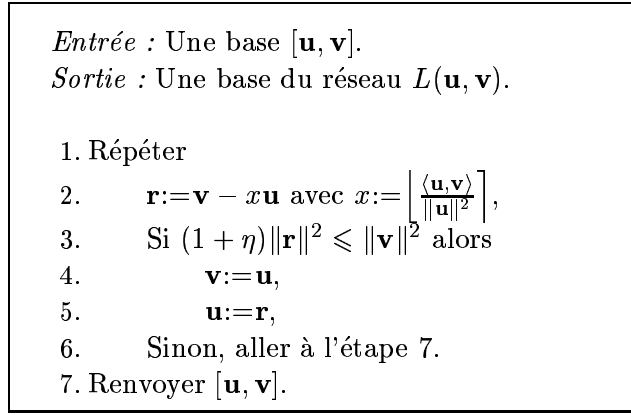 Entrée : Une base [u, v].
Sortie : Une base du réseau L(u, v).
1. Répéter
2. r:=v − xu avec x:=⌊⟨u,v⟩/‖u‖²⌉,
3. Si (1 + η)‖r‖² ⩽ ‖v‖² alors
4. v:=u,
5. u:=r,
6. Sinon, aller à l'étape 7.
7. Renvoyer [u, v].